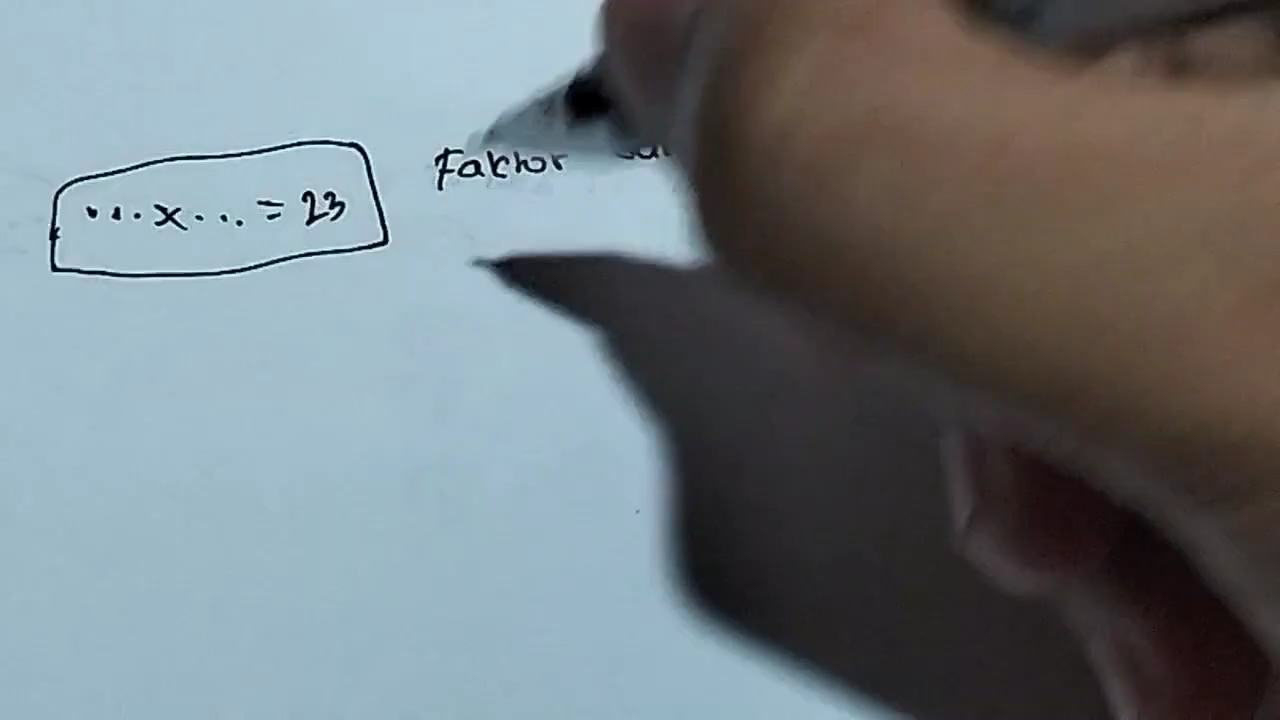 Faktor
... x ... = 23